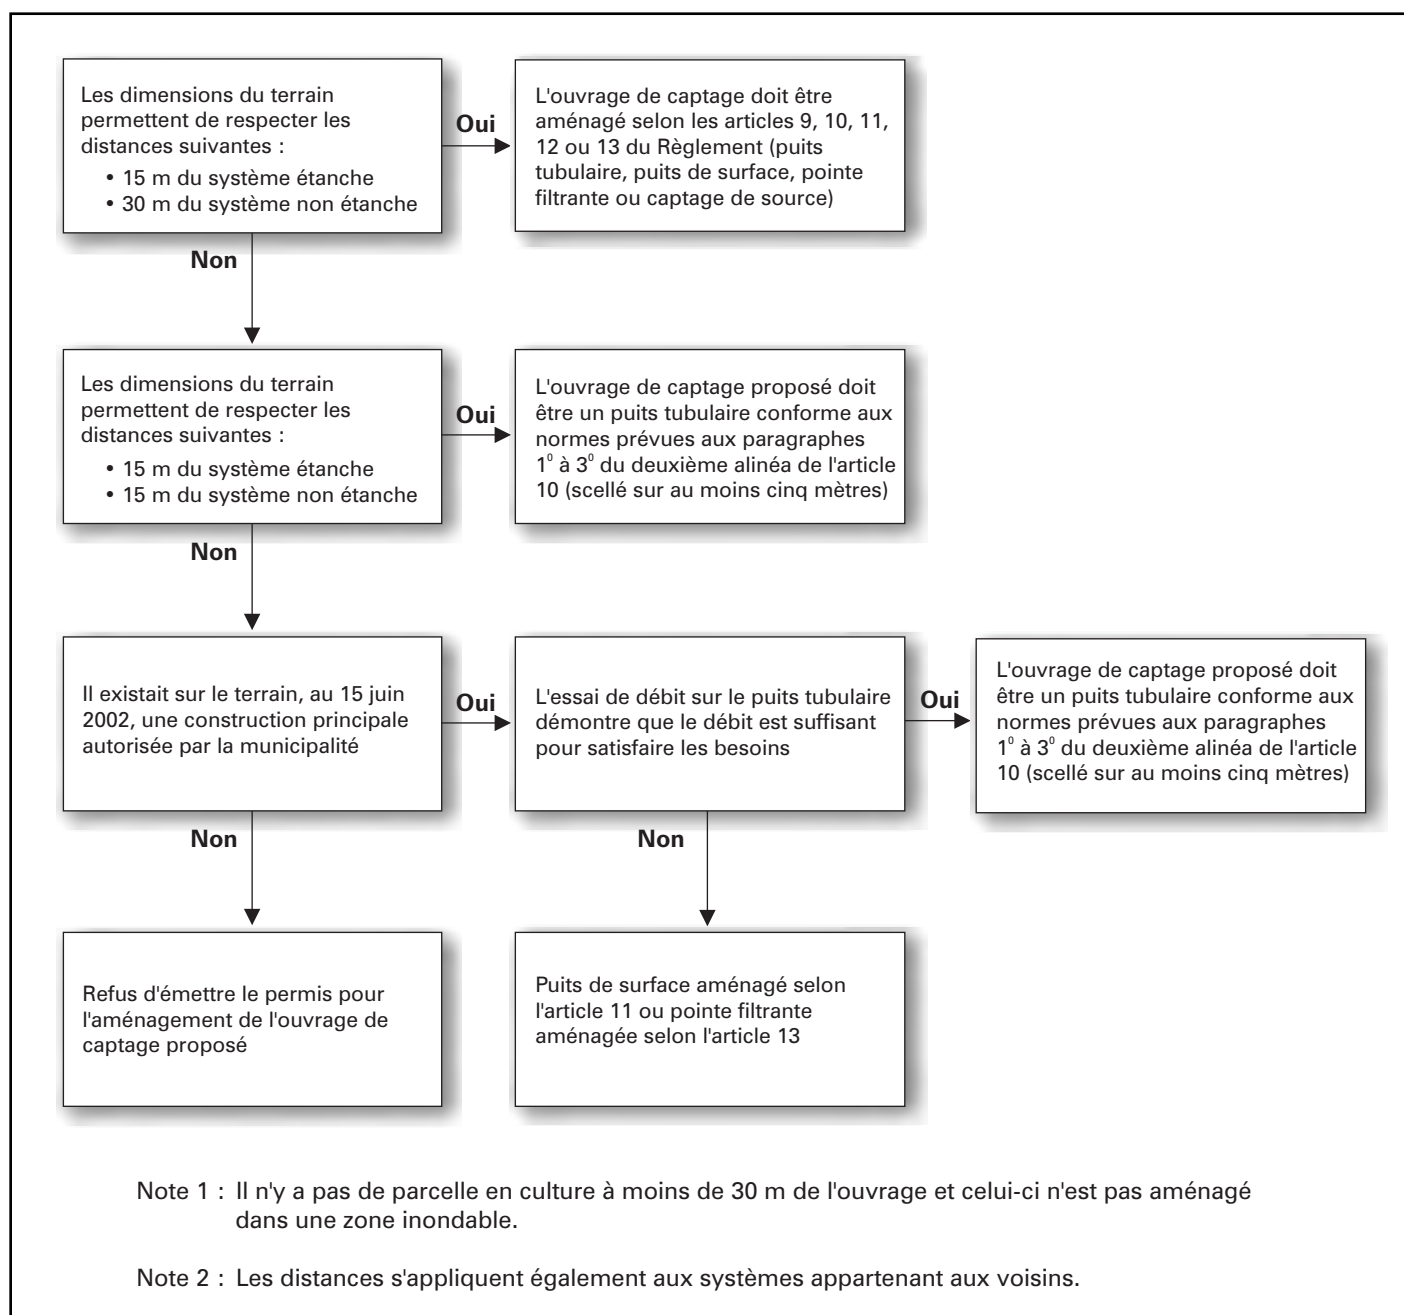 Les dimensions du terrain
permettent de respecter les
distances suivantes :
• 15 m du système étanche
• 30 m du système non étanche
Oui
L'ouvrage de captage doit être
aménagé selon les articles 9, 10, 11,
12 ou 13 du Règlement (puits
tubulaire, puits de surface, pointe
filtrante ou captage de source)
Non
Les dimensions du terrain
permettent de respecter les
distances suivantes :
• 15 m du système étanche
• 15 m du système non étanche
Oui
L'ouvrage de captage proposé doit
être un puits tubulaire conforme aux
normes prévues aux paragraphes
1⁰ à 3⁰ du deuxième alinéa de l'article
10 (scellé sur au moins cinq mètres)
Non
Il existait sur le terrain, au 15 juin
2002, une construction principale
autorisée par la municipalité
Oui
L'essai de débit sur le puits tubulaire
démontre que le débit est suffisant
pour satisfaire les besoins
Oui
L'ouvrage de captage proposé doit
être un puits tubulaire conforme aux
normes prévues aux paragraphes
1⁰ à 3⁰ du deuxième alinéa de l'article
10 (scellé sur au moins cinq mètres)
Non
Non
Refus d'émettre le permis pour
l'aménagement de l'ouvrage de
captage proposé
Puits de surface aménagé selon
l'article 11 ou pointe filtrante
aménagée selon l'article 13
Note 1 : Il n'y a pas de parcelle en culture à moins de 30 m de l'ouvrage et celui-ci n'est pas aménagé
dans une zone inondable.
Note 2 : Les distances s'appliquent également aux systèmes appartenant aux voisins.